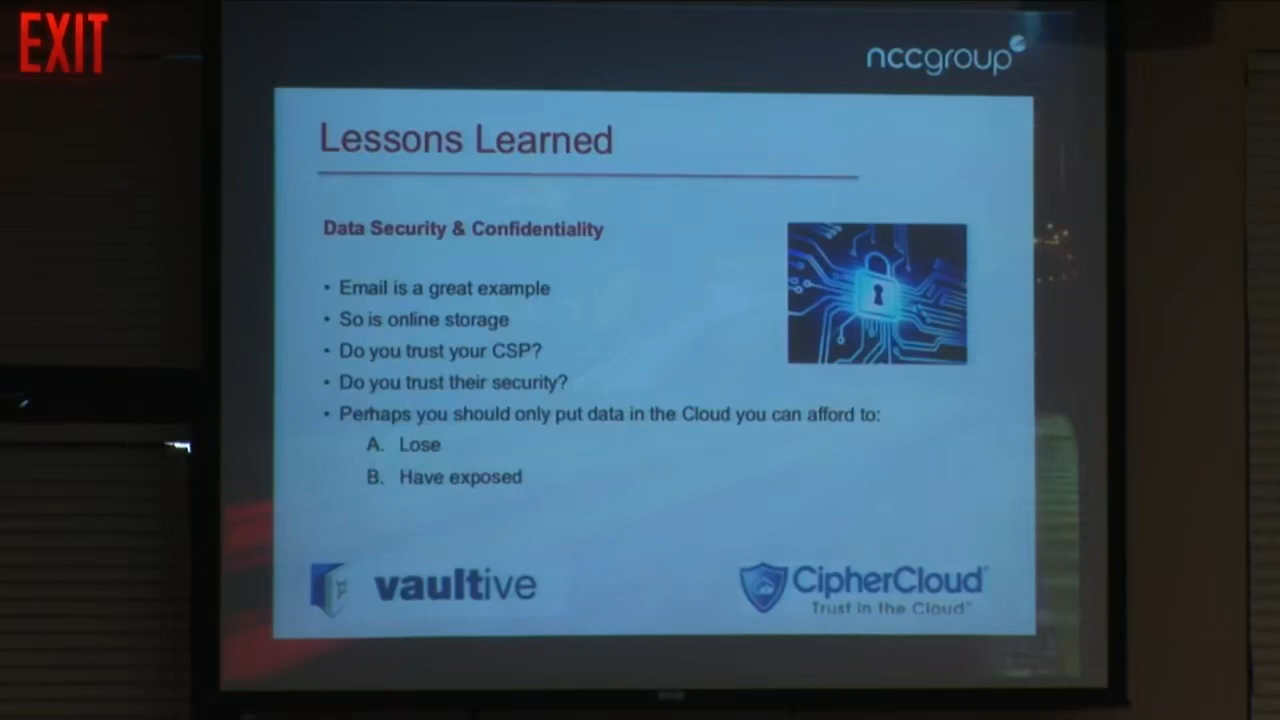 EXIT
nccgroup
Lessons Learned
Data Security & Confidentiality
• Email is a great example
• So is online storage
• Do you trust your CSP?
• Do you trust their security?
• Perhaps you should only put data in the Cloud you can afford to:
A. Lose
B. Have exposed
vaultive
CipherCloud®
Trust in the Cloud™